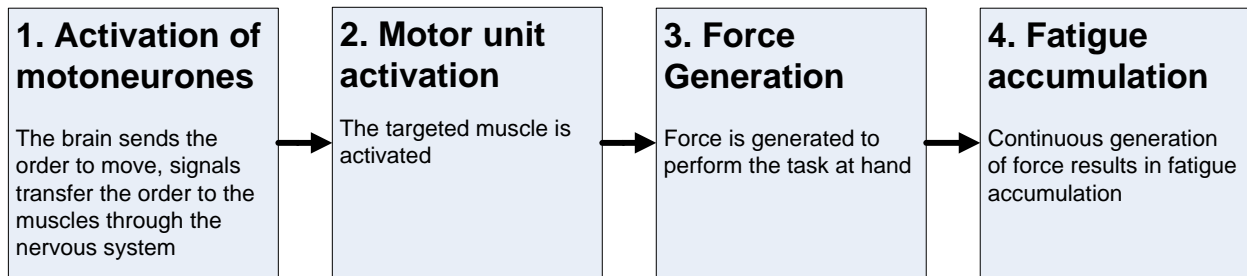 1. Activation of
motoneurones
The brain sends the
order to move, signals
transfer the order to the
muscles through the
nervous system
2. Motor unit
activation
The targeted muscle is
activated
3. Force
Generation
Force is generated to
perform the task at hand
4. Fatigue
accumulation
Continuous generation
of force results in fatigue
accumulation